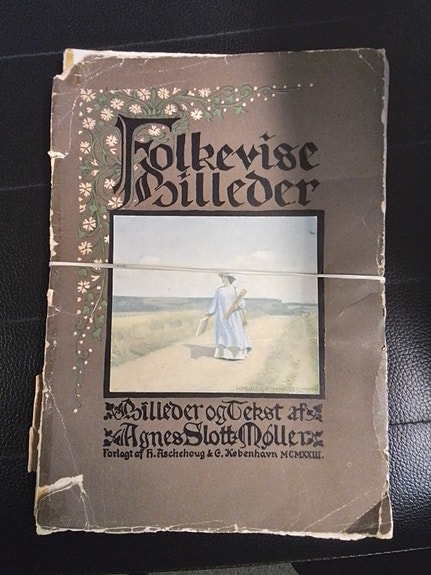 Folkevise
Billeder
Billeder og Tekst af
Agnes Slott-Møller
Forlagt af H. Aschehoug & C. København MCMXXIII.